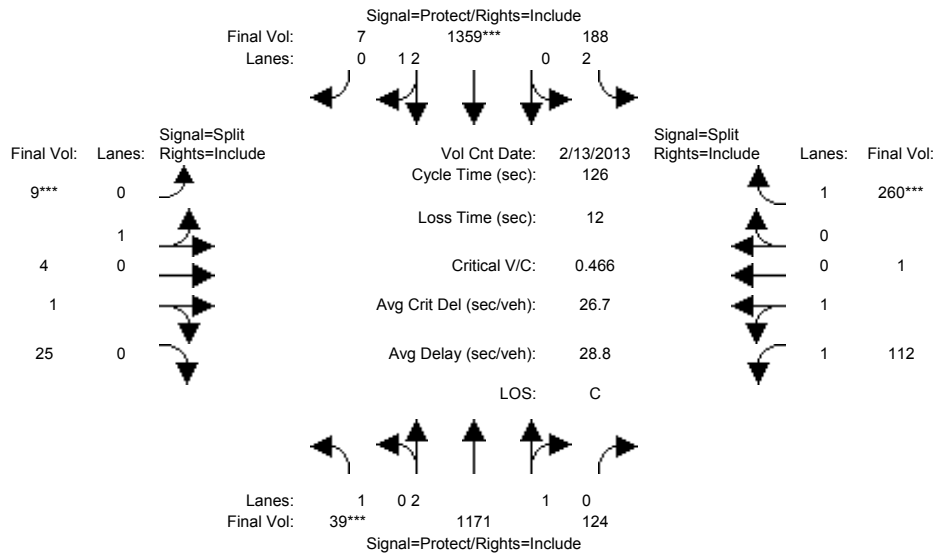 Signal=Protect/Rights=Include
Final Vol: 7 1359*** 188
Lanes: 0 1 2 0 2
Signal=Split
Final Vol: Lanes: Rights=Include
Vol Cnt Date: 2/13/2013
Signal=Split
Rights=Include Lanes: Final Vol:
Cycle Time (sec): 126
9*** 0
1 260***
Loss Time (sec): 12
1
0
4 0
Critical V/C: 0.466
0 1
1
Avg Crit Del (sec/veh): 26.7
1
25 0
Avg Delay (sec/veh): 28.8
1 112
LOS: C
Lanes: 1 0 2 1 0
Final Vol: 39*** 1171 124
Signal=Protect/Rights=Include